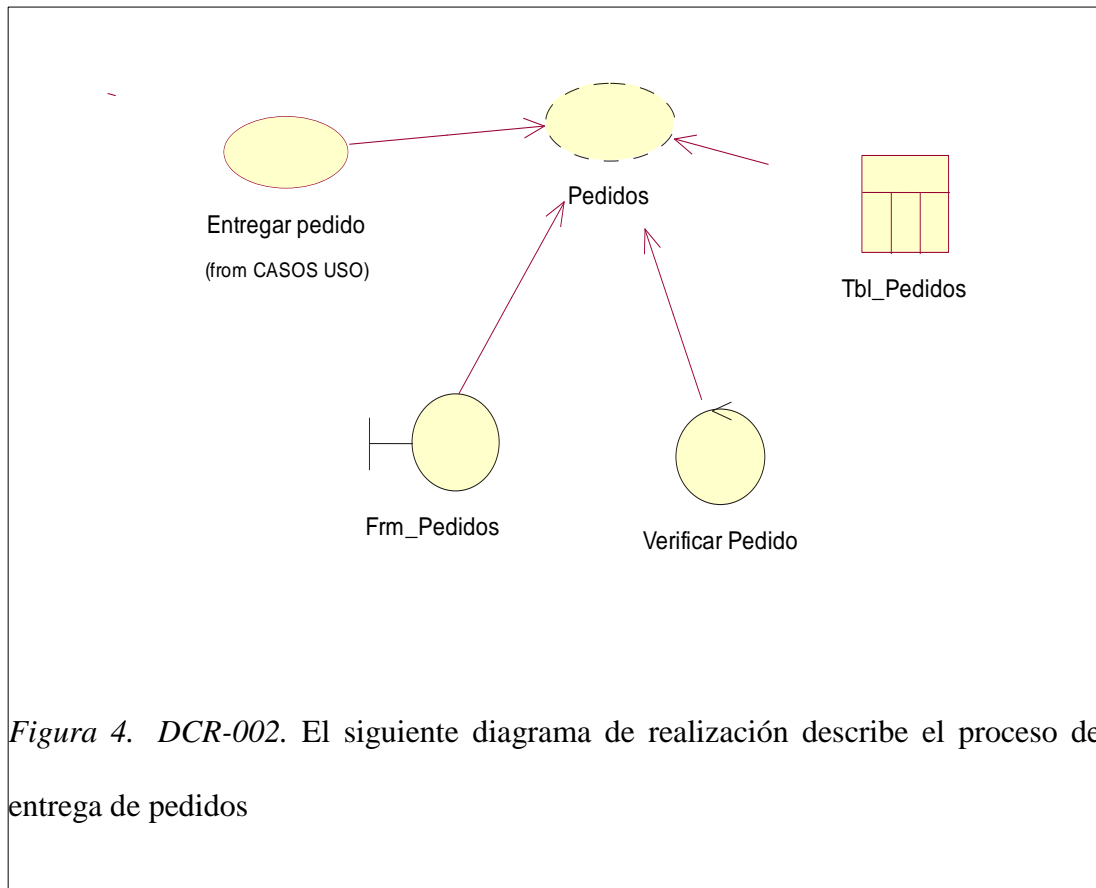 Pedidos
Entregar pedido
(from CASOS USO)
Tbl_Pedidos
Frm_Pedidos
Verificar Pedido
Figura 4. DCR-002. El siguiente diagrama de realización describe el proceso de
entrega de pedidos